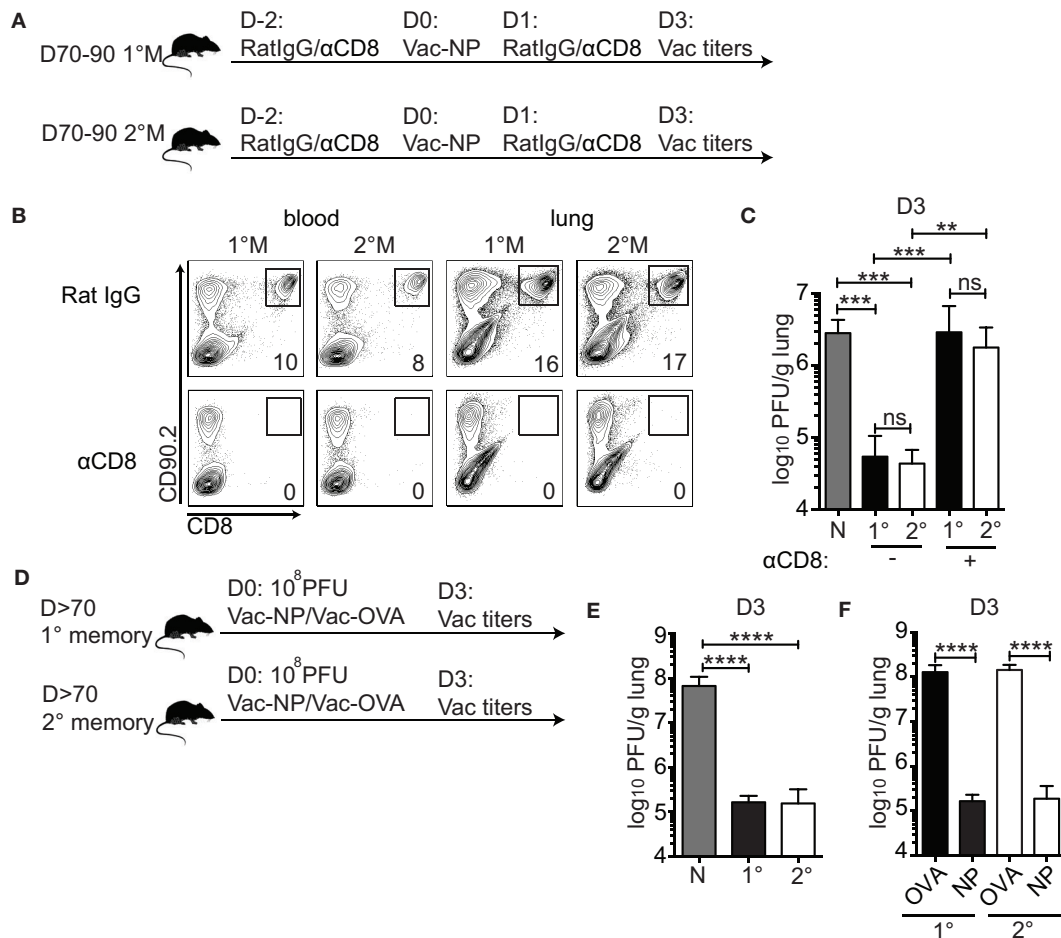 A
D70-90 1°M
D-2:
RatIgG/αCD8
D0:
Vac-NP
D1:
RatIgG/αCD8
D3:
Vac titers
D70-90 2°M
D-2:
RatIgG/αCD8
D0:
Vac-NP
D1:
RatIgG/αCD8
D3:
Vac titers
B
blood
lung
1°M
2°M
1°M
2°M
Rat IgG
10
8
16
17
αCD8
0
0
0
0
CD90.2
CD8
C
D3
**
***
***
***
ns
ns
log10 PFU/g lung
7
6
5
4
N
1°
2°
1°
2°
αCD8:
-
+
D
D>70
1° memory
D0: 10⁸PFU
Vac-NP/Vac-OVA
D3:
Vac titers
D>70
2° memory
D0: 10⁸PFU
Vac-NP/Vac-OVA
D3:
Vac titers
E
D3
****
****
log10 PFU/g lung
9
8
7
6
5
4
N
1°
2°
F
D3
****
****
log10 PFU/g lung
9
8
7
6
5
4
OVA
NP
OVA
NP
1°
2°